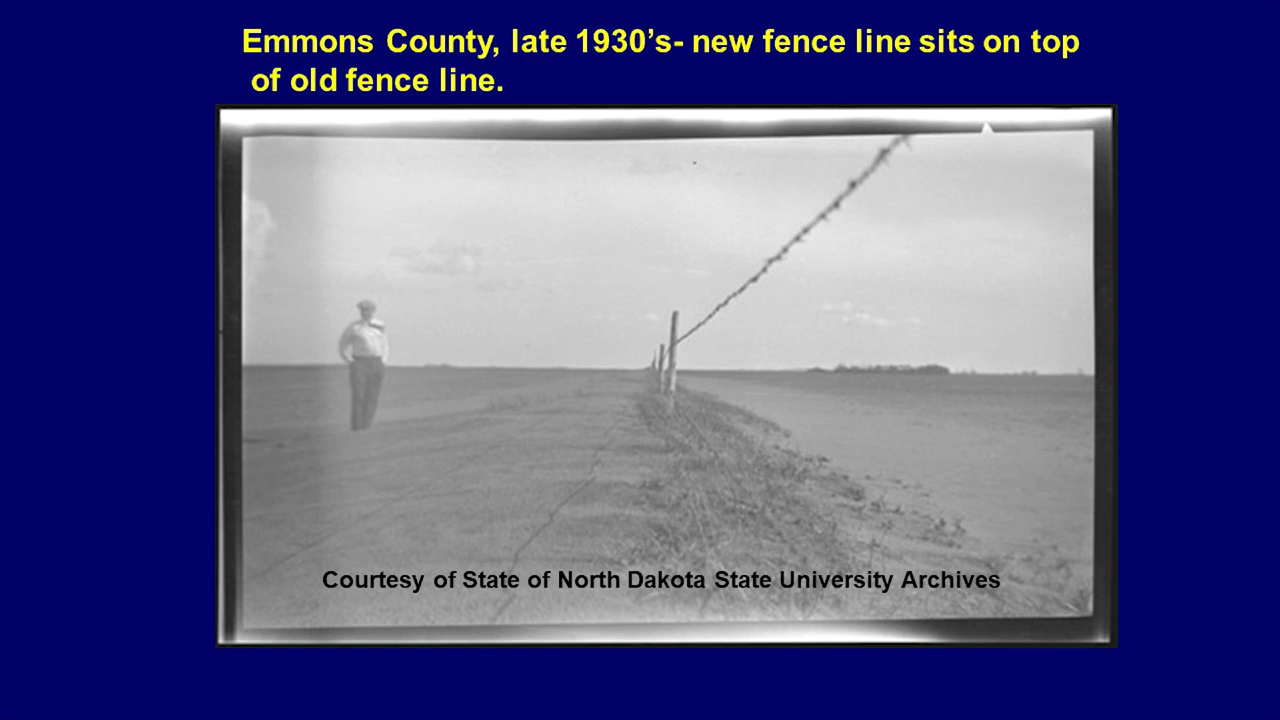 Emmons County, late 1930’s- new fence line sits on top
of old fence line.
Courtesy of State of North Dakota State University Archives